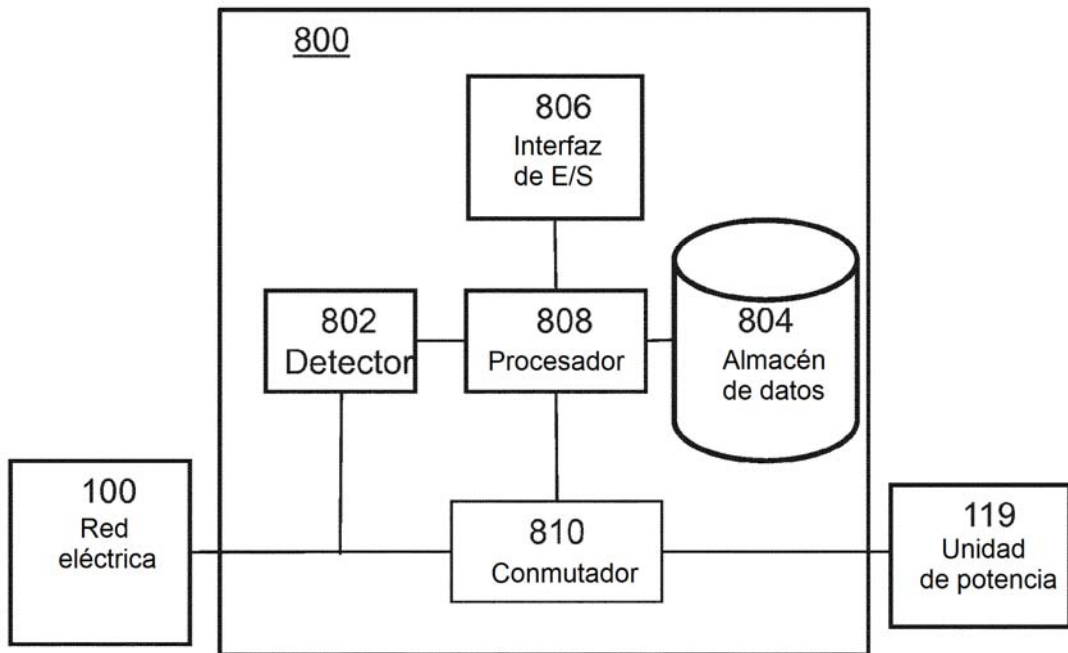 800
806
Interfaz
de E/S
802
Detector
808
Procesador
804
Almacén
de datos
100
Red
eléctrica
810
Conmutador
119
Unidad
de potencia